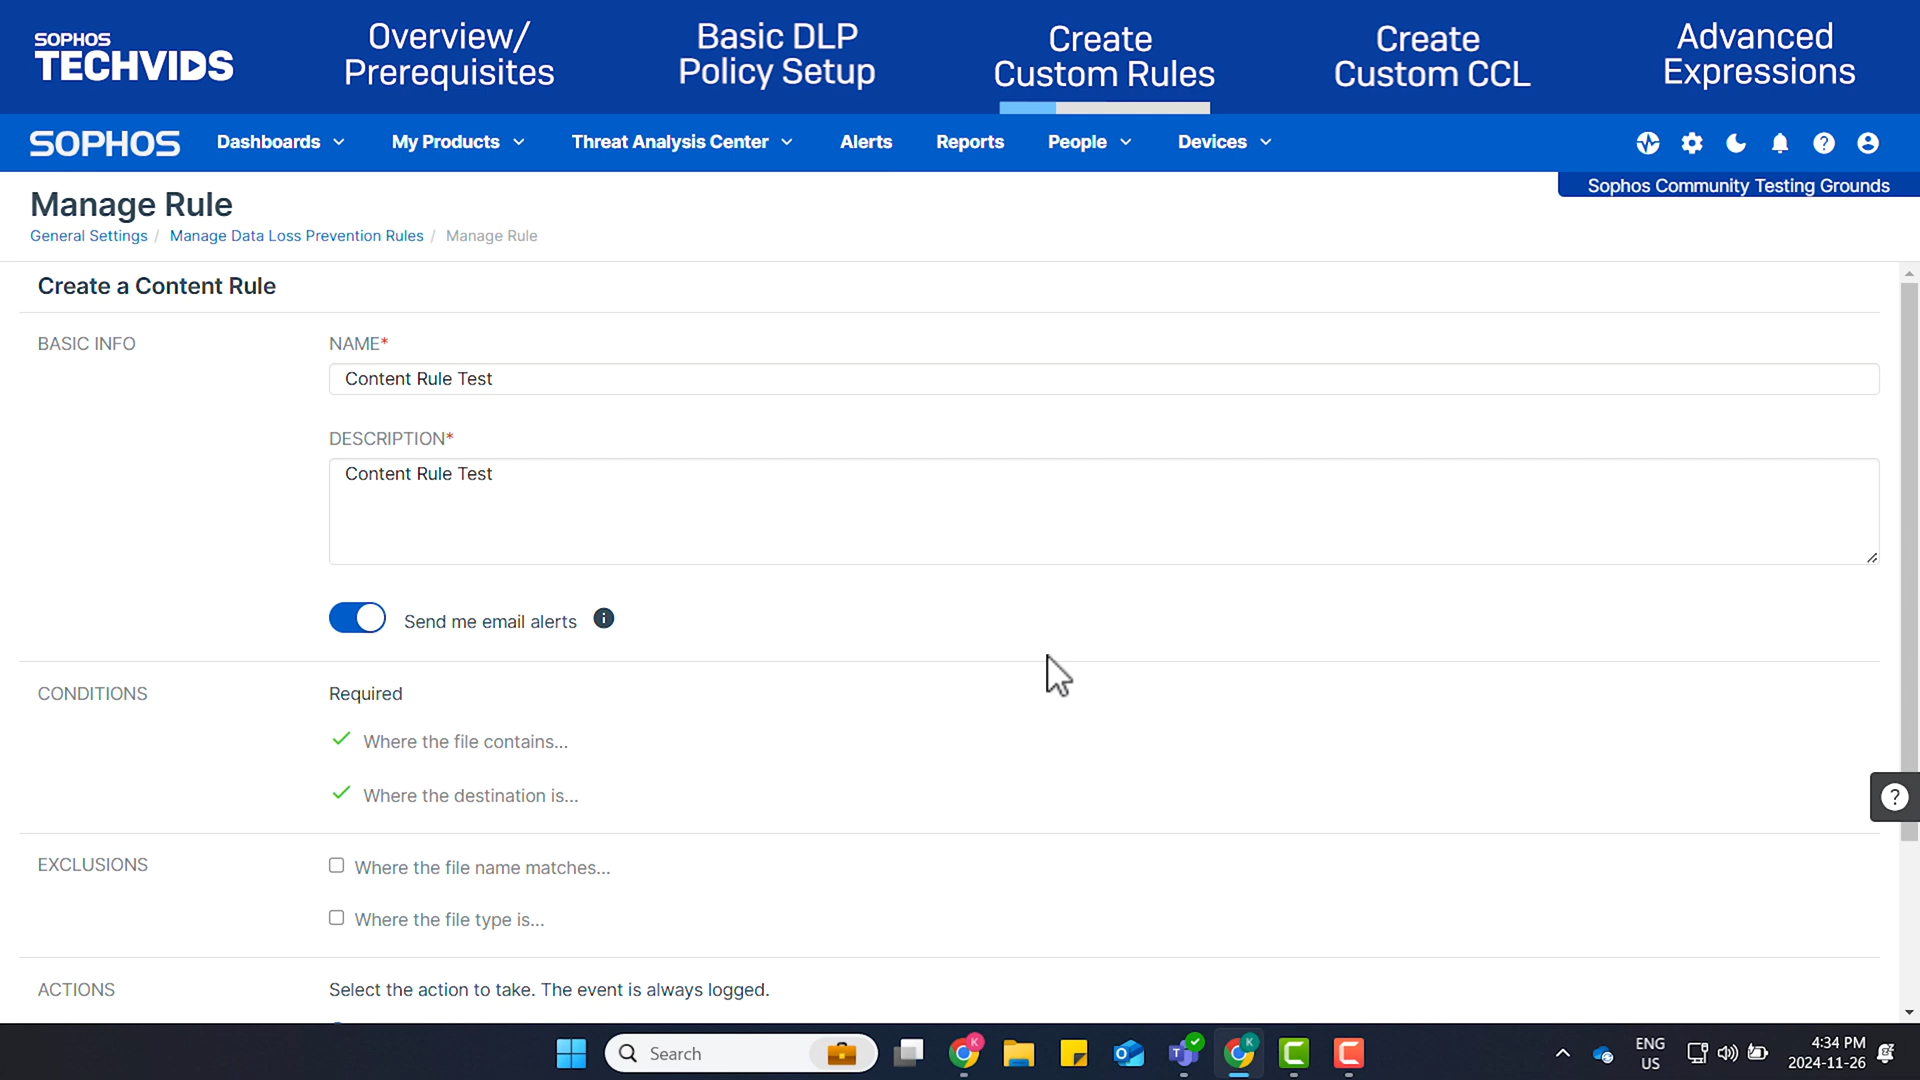 SOPHOS
TECHVIDS
Overview/
Prerequisites
Basic DLP
Policy Setup
Create
Custom Rules
Create
Custom CCL
Advanced
Expressions
SOPHOS Dashboards My Products Threat Analysis Center Alerts Reports People Devices
Sophos Community Testing Grounds
Manage Rule
General Settings / Manage Data Loss Prevention Rules / Manage Rule
Create a Content Rule
BASIC INFO
NAME*
Content Rule Test
DESCRIPTION*
Content Rule Test
Send me email alerts
CONDITIONS
Required
Where the file contains...
Where the destination is...
EXCLUSIONS
Where the file name matches...
Where the file type is...
ACTIONS
Select the action to take. The event is always logged.
Search
ENG
US
4:34 PM
2024-11-26